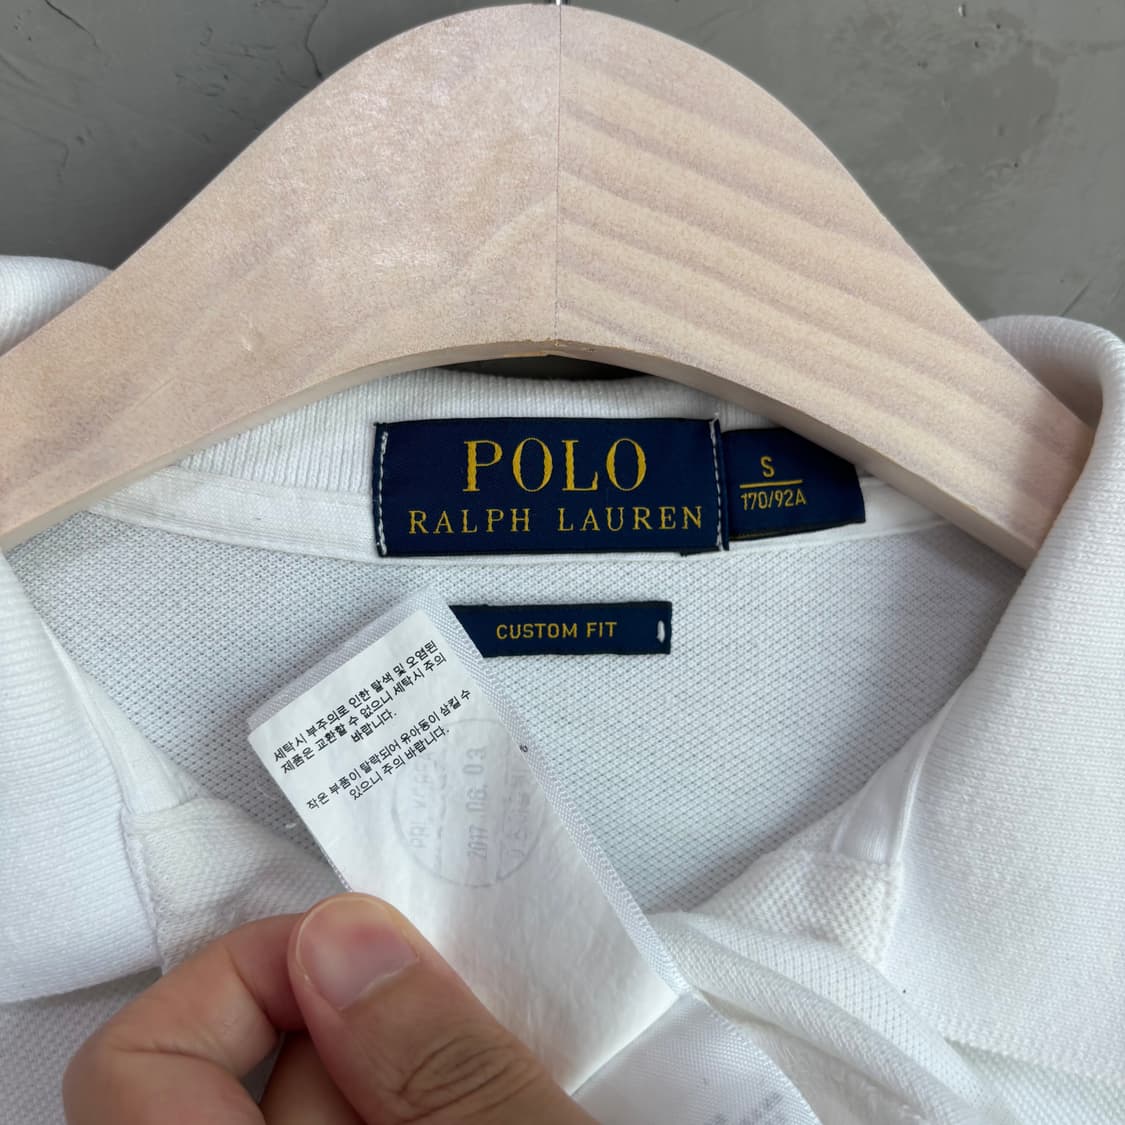 POLO
RALPH LAUREN
S
170/92A
CUSTOM FIT
세탁시 부주의로 인한 탈색 및 오염된
제품은 교환할 수 없으니 세탁시 주의
바랍니다.
작은 부품이 탈락되어 유아동이 삼킬 수
있으니 주의 바랍니다.
2017. 06. 03